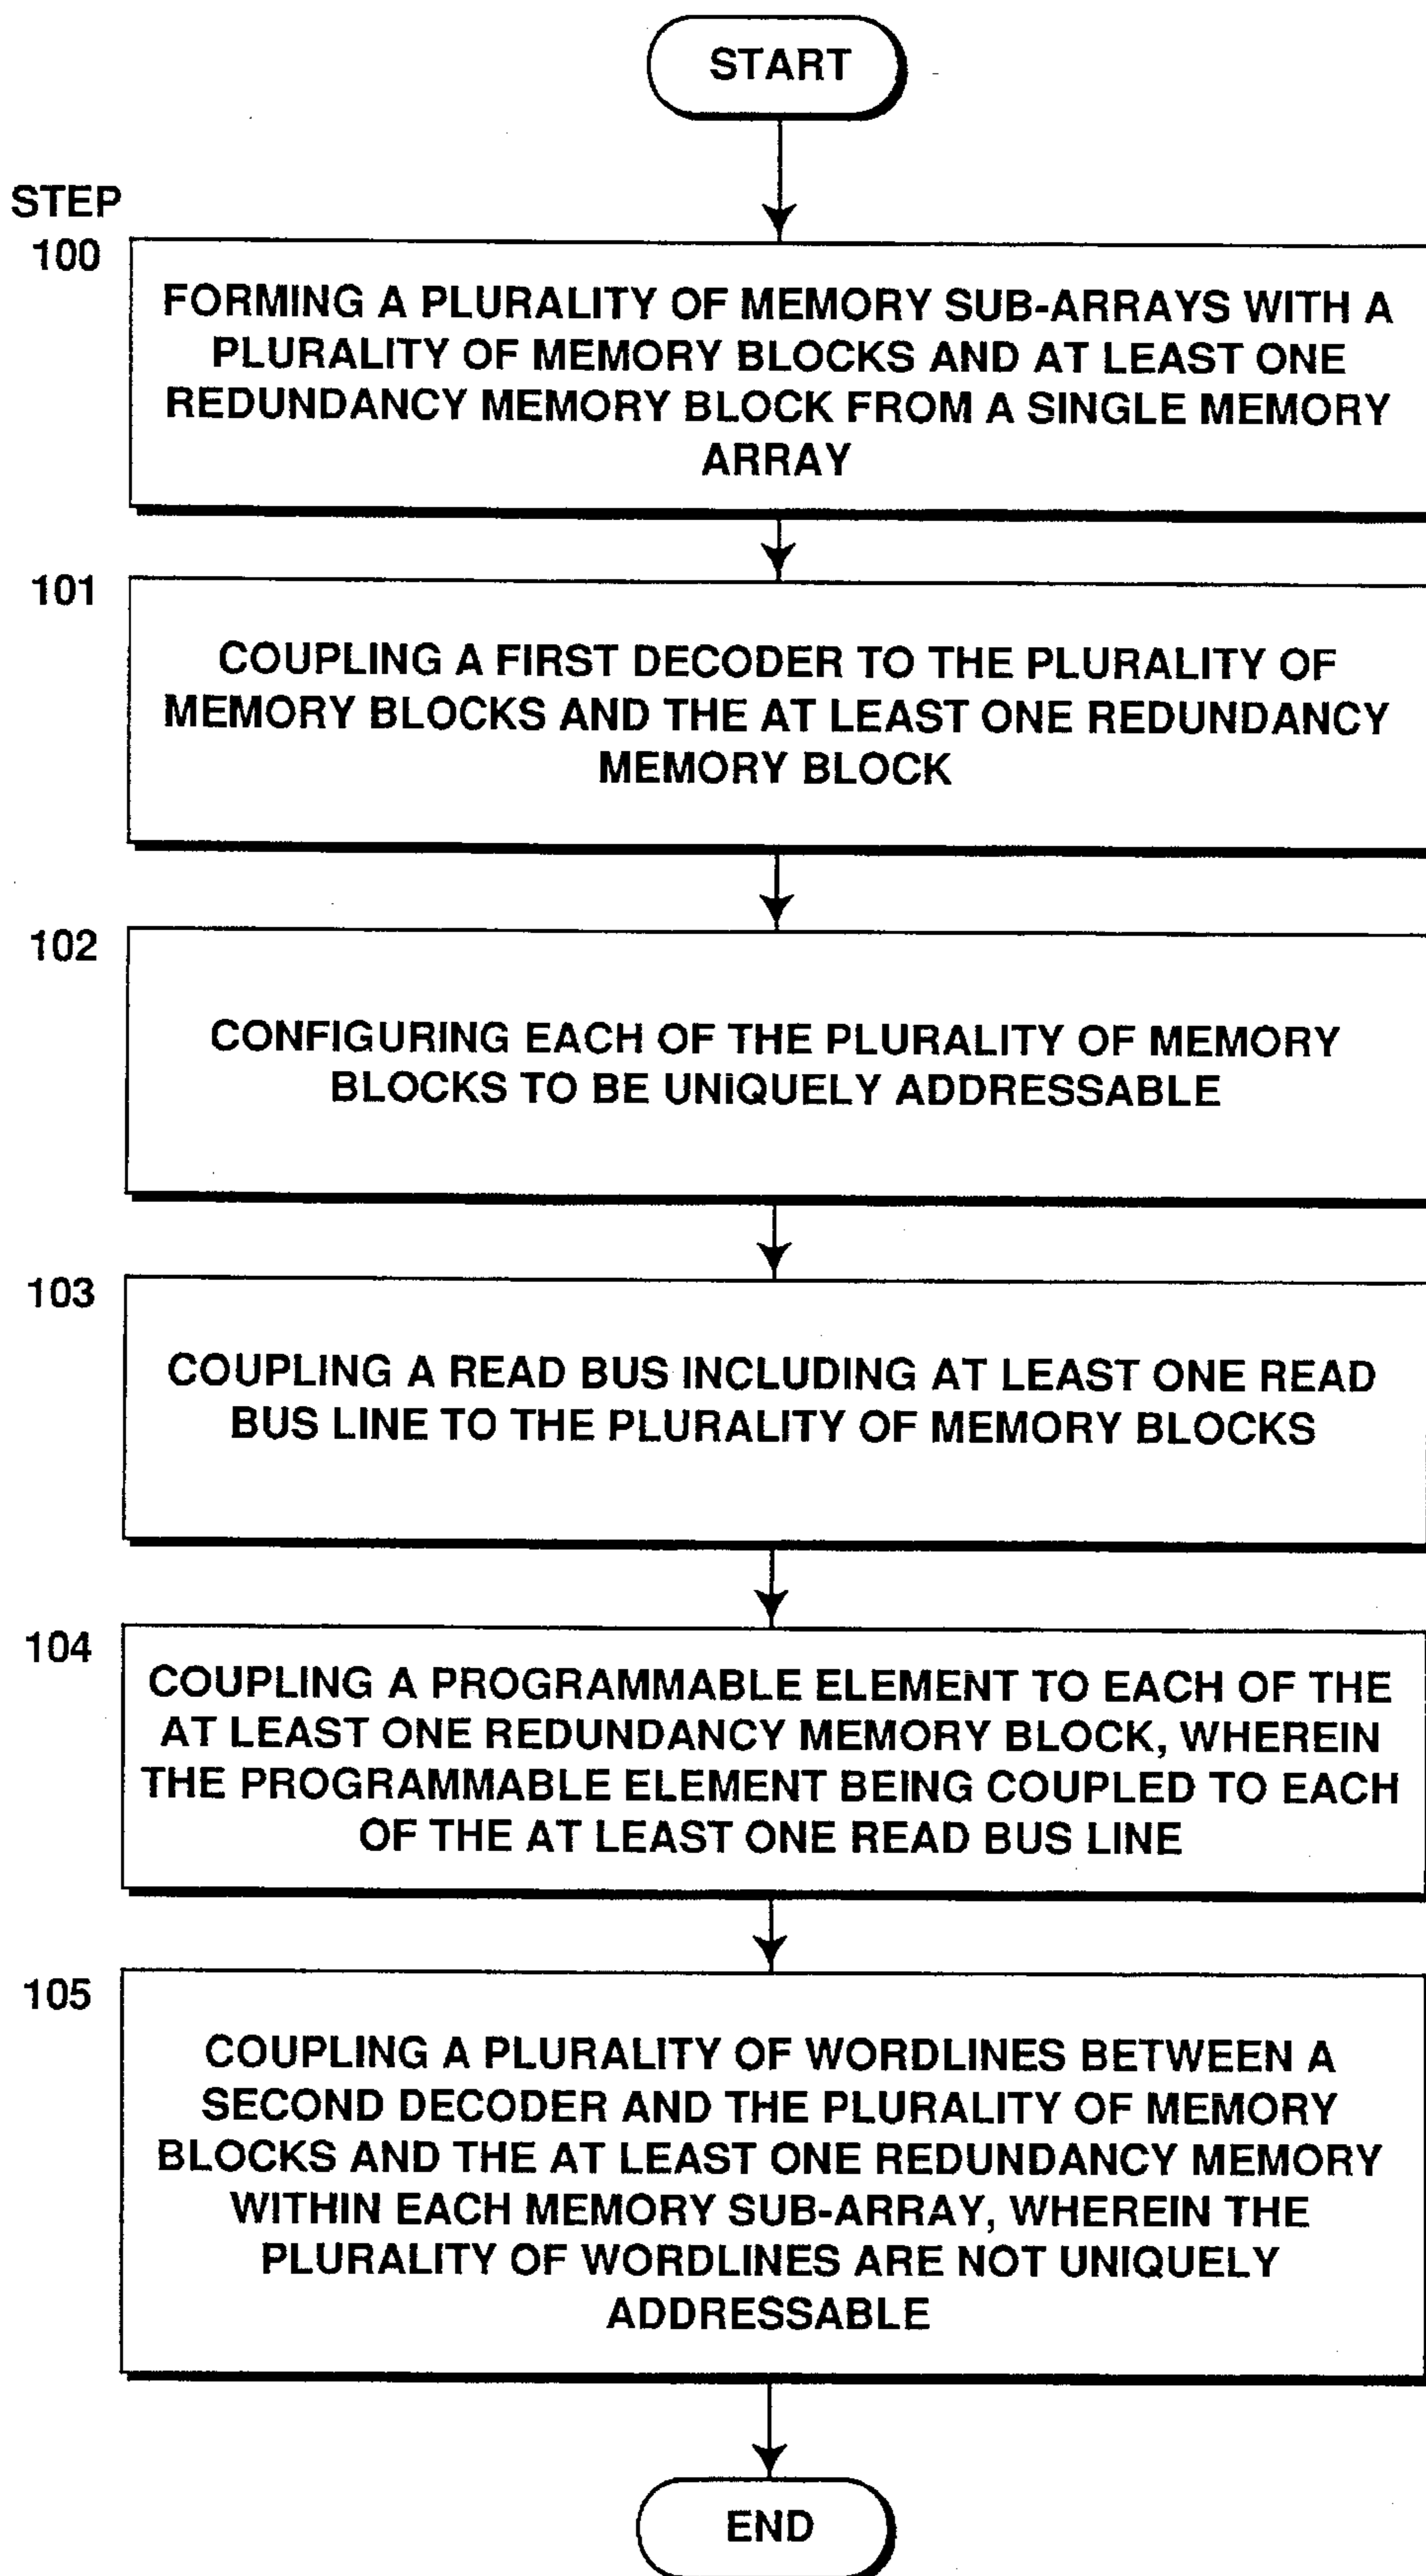 START
STEP
100
FORMING A PLURALITY OF MEMORY SUB-ARRAYS WITH A
PLURALITY OF MEMORY BLOCKS AND AT LEAST ONE
REDUNDANCY MEMORY BLOCK FROM A SINGLE MEMORY
ARRAY
101
COUPLING A FIRST DECODER TO THE PLURALITY OF
MEMORY BLOCKS AND THE AT LEAST ONE REDUNDANCY
MEMORY BLOCK
102
CONFIGURING EACH OF THE PLURALITY OF MEMORY
BLOCKS TO BE UNIQUELY ADDRESSABLE
103
COUPLING A READ BUS INCLUDING AT LEAST ONE READ
BUS LINE TO THE PLURALITY OF MEMORY BLOCKS
104
COUPLING A PROGRAMMABLE ELEMENT TO EACH OF THE
AT LEAST ONE REDUNDANCY MEMORY BLOCK, WHEREIN
THE PROGRAMMABLE ELEMENT BEING COUPLED TO EACH
OF THE AT LEAST ONE READ BUS LINE
105
COUPLING A PLURALITY OF WORDLINES BETWEEN A
SECOND DECODER AND THE PLURALITY OF MEMORY
BLOCKS AND THE AT LEAST ONE REDUNDANCY MEMORY
WITHIN EACH MEMORY SUB-ARRAY, WHEREIN THE
PLURALITY OF WORDLINES ARE NOT UNIQUELY
ADDRESSABLE
END